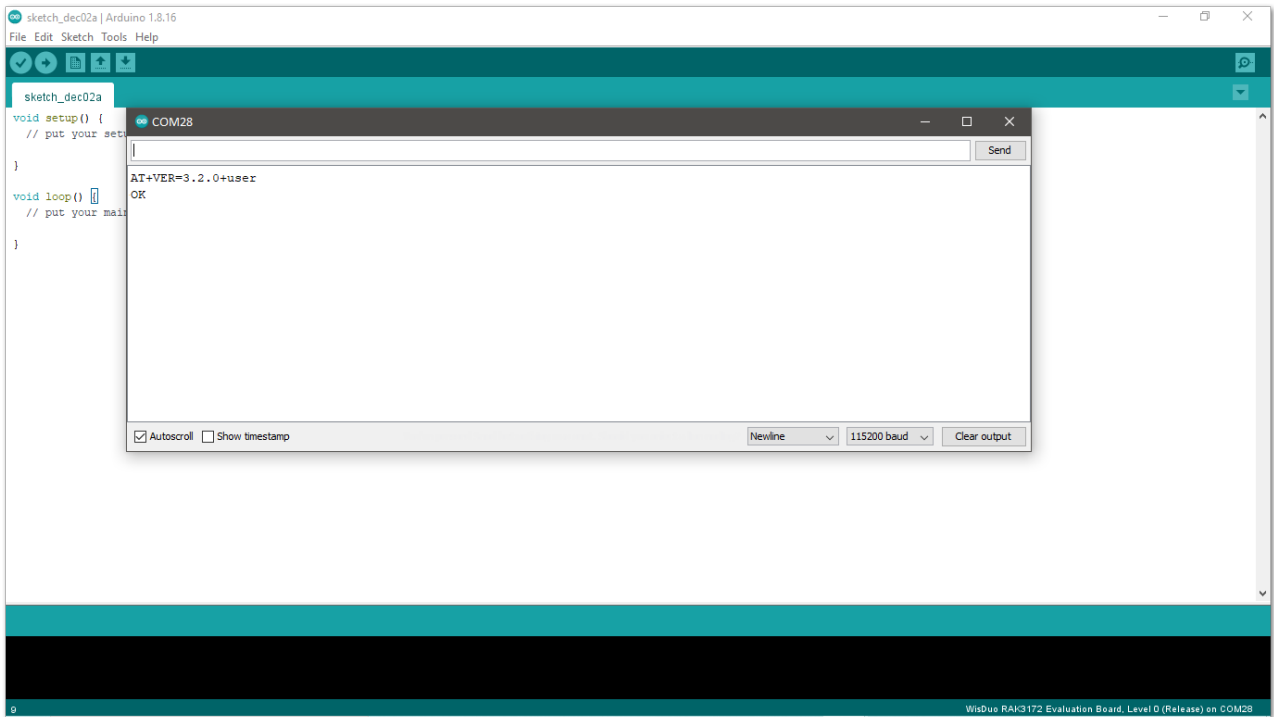 sketch_dec02a | Arduino 1.8.16
File Edit Sketch Tools Help
sketch_dec02a
void setup() {
// put your setu
}
void loop() {
// put your main
}
COM28
Send
AT+VER=3.2.0+user
OK
Autoscroll Show timestamp Newline 115200 baud Clear output
9 WisDuo RAK3172 Evaluation Board, Level 0 (Release) on COM28